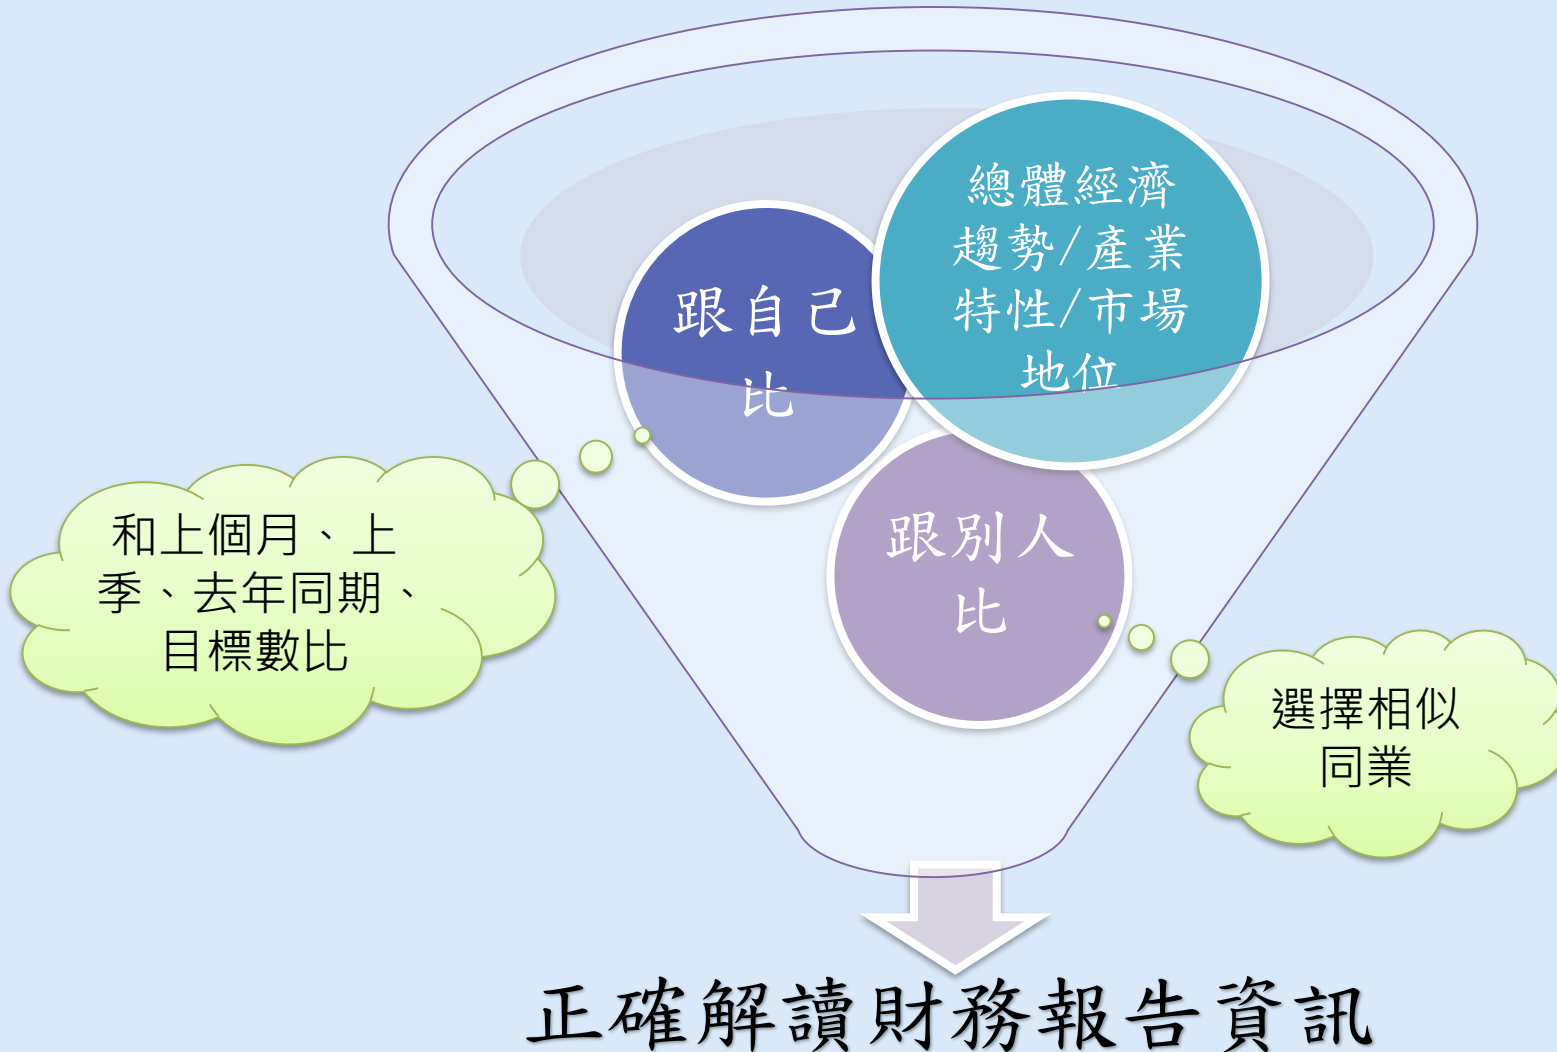 總體經濟
趨勢/產業
特性/市場
地位
跟自己
比
跟別人
比
和上個月、上
季、去年同期、
目標數比
選擇相似
同業
正確解讀財務報告資訊